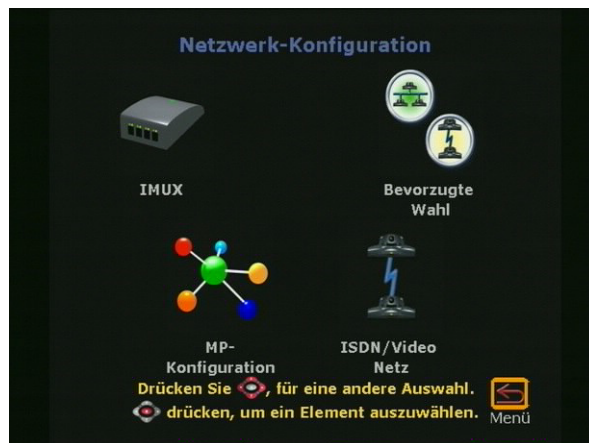 Netzwerk-Konfiguration
IMUX
Bevorzugte
Wahl
MP-
Konfiguration
ISDN/Video
Netz
Drücken Sie , für eine andere Auswahl.
drücken, um ein Element auszuwählen.
Menü